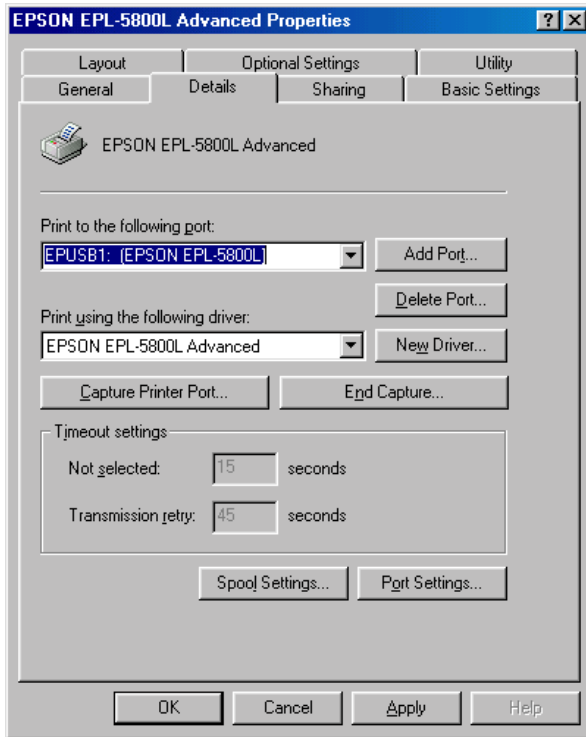 EPSON EPL-5800L Advanced Properties
Layout Optional Settings Utility
General Details Sharing Basic Settings
EPSON EPL-5800L Advanced
Print to the following port:
EPUSB1: (EPSON EPL-5800L) Add Port...
Delete Port...
Print using the following driver:
EPSON EPL-5800L Advanced New Driver...
Capture Printer Port... End Capture...
Timeout settings
Not selected: 15 seconds
Transmission retry: 45 seconds
Spool Settings... Port Settings...
OK Cancel Apply Help